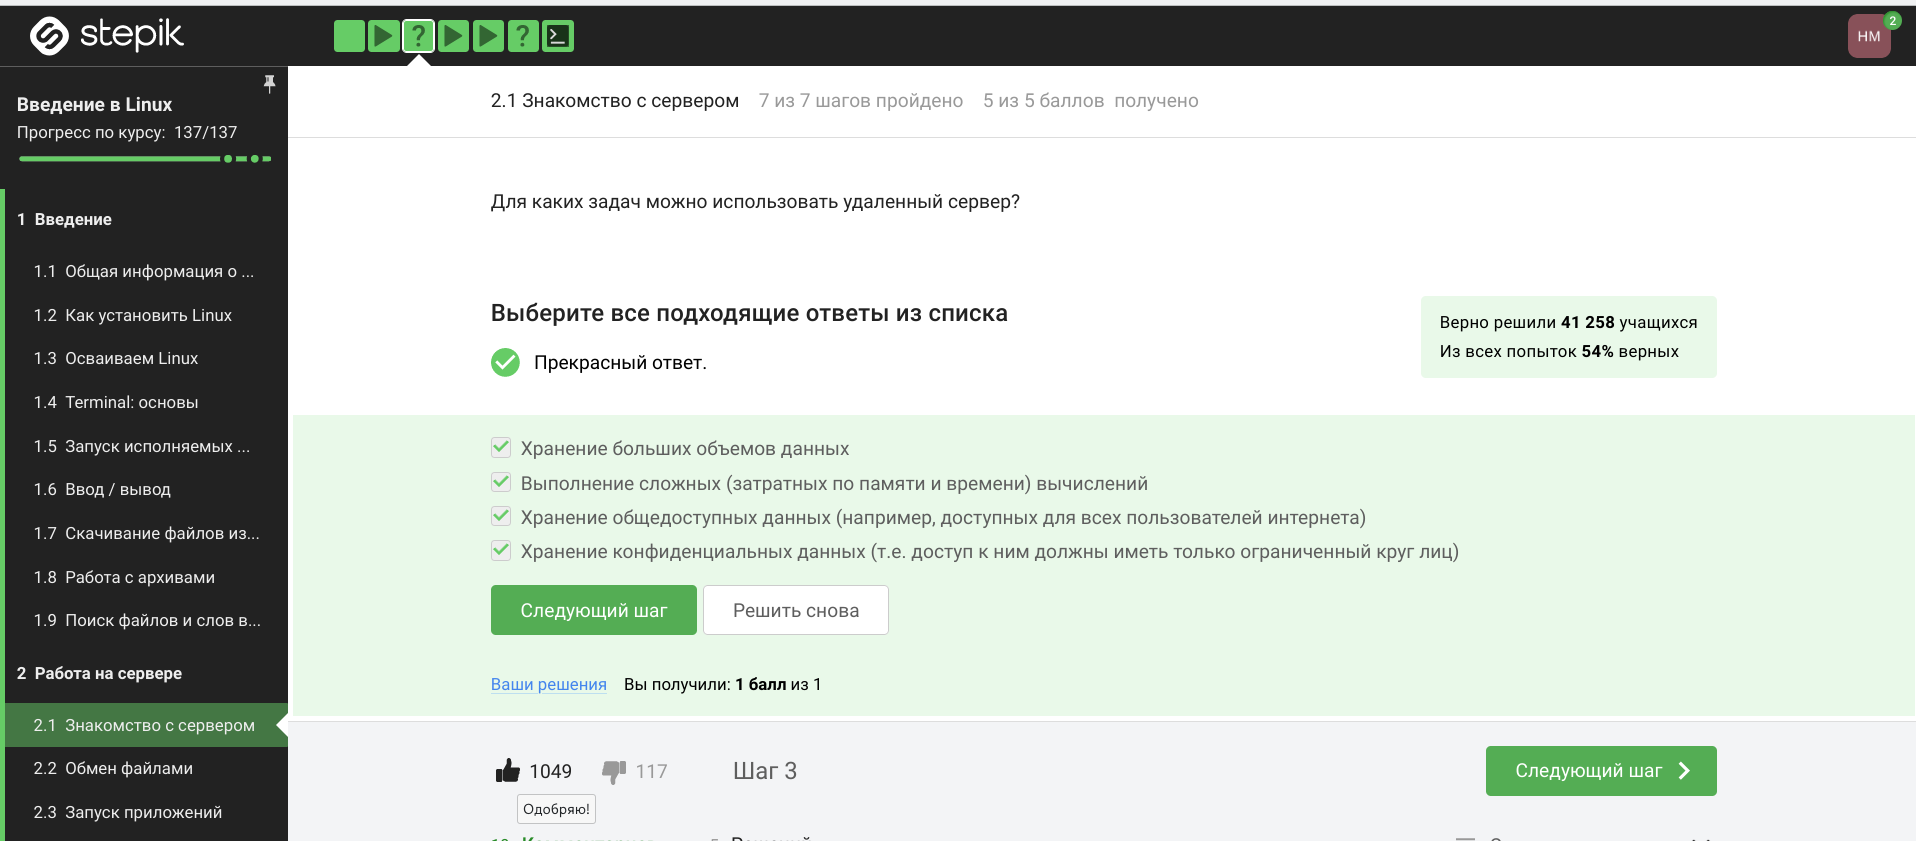 stepik
? ?
НМ
2
Введение в Linux
Прогресс по курсу: 137/137
1 Введение
1.1 Общая информация о ...
1.2 Как установить Linux
1.3 Осваиваем Linux
1.4 Terminal: основы
1.5 Запуск исполняемых ...
1.6 Ввод / вывод
1.7 Скачивание файлов из...
1.8 Работа с архивами
1.9 Поиск файлов и слов в...
2 Работа на сервере
2.1 Знакомство с сервером
2.2 Обмен файлами
2.3 Запуск приложений
2.1 Знакомство с сервером 7 из 7 шагов пройдено 5 из 5 баллов получено
Для каких задач можно использовать удаленный сервер?
Выберите все подходящие ответы из списка
Прекрасный ответ.
Верно решили 41 258 учащихся
Из всех попыток 54% верных
Хранение больших объемов данных
Выполнение сложных (затратных по памяти и времени) вычислений
Хранение общедоступных данных (например, доступных для всех пользователей интернета)
Хранение конфиденциальных данных (т.е. доступ к ним должны иметь только ограниченный круг лиц)
Следующий шаг Решить снова
Ваши решения Вы получили: 1 балл из 1
1049 117 Шаг 3 Следующий шаг
Одобряю!